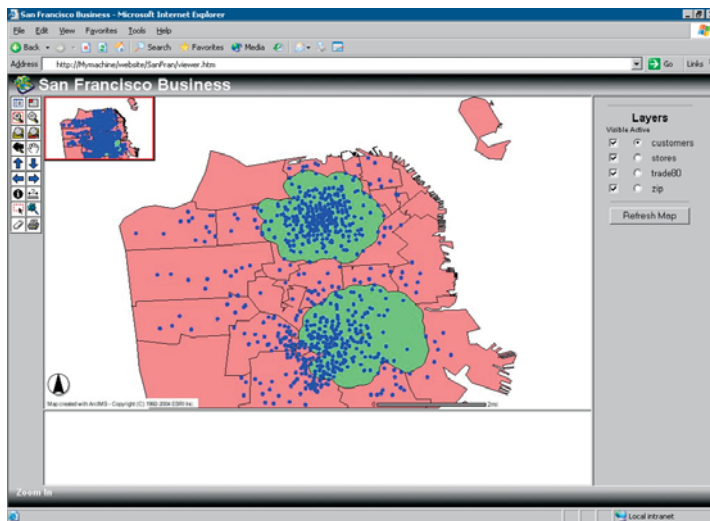 San Francisco Business - Microsoft Internet Explorer
File Edit View Favorites Tools Help
Back Search Favorites Media
Address http://Mymachine/website/SanFran/viewer.htm Go Links
San Francisco Business
Layers
Visible Active
customers
stores
trade80
zip
Refresh Map
Map created with ArcIMS - Copyright (C) 1992-2004 ESRI Inc.
0 2mi
Zoom In
Local intranet